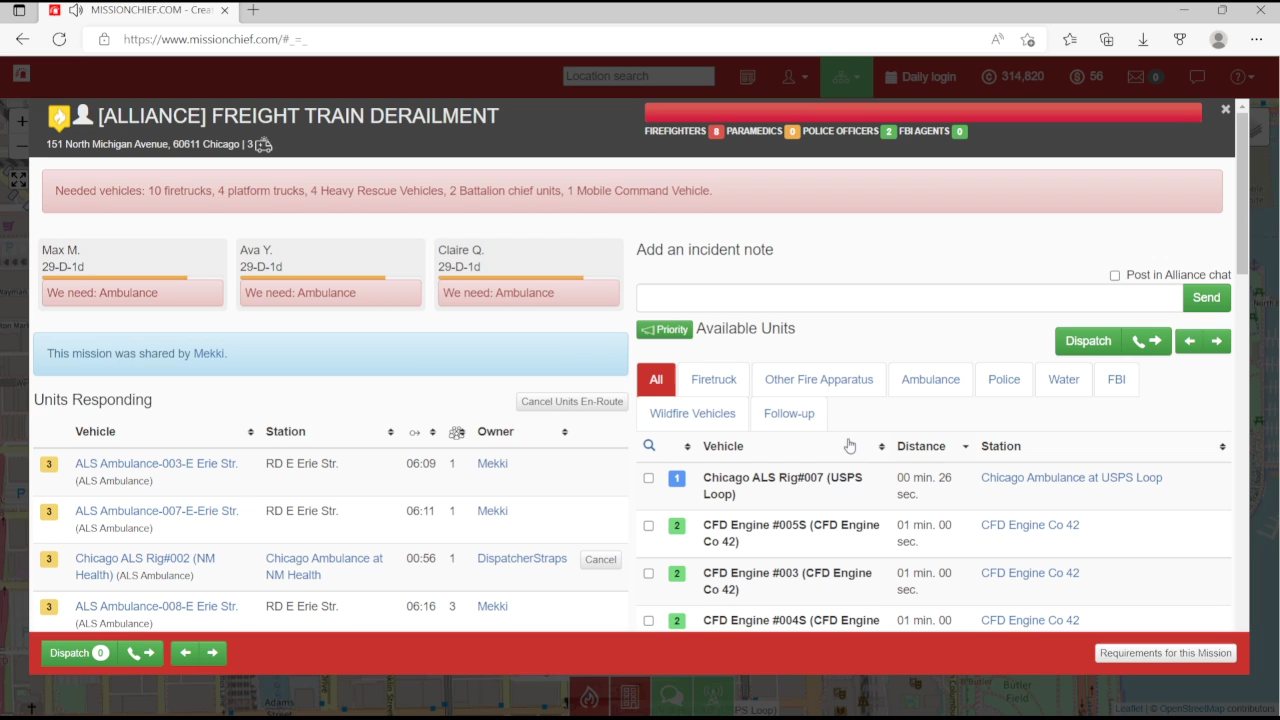 MISSIONCHIEF.COM - Crea
https://www.missionchief.com/#_=_
Location search
Daily login
314,820
56
0
[ALLIANCE] FREIGHT TRAIN DERAILMENT
151 North Michigan Avenue, 60611 Chicago | 3
FIREFIGHTERS 8 PARAMEDICS 0 POLICE OFFICERS 2 FBI AGENTS 0
Needed vehicles: 10 firetrucks, 4 platform trucks, 4 Heavy Rescue Vehicles, 2 Battalion chief units, 1 Mobile Command Vehicle.
Max M.
29-D-1d
We need: Ambulance
Ava Y.
29-D-1d
We need: Ambulance
Claire Q.
29-D-1d
We need: Ambulance
This mission was shared by Mekki.
Units Responding
Cancel Units En-Route
Vehicle Station Owner
3 ALS Ambulance-003-E Erie Str. RD E Erie Str. 06:09 1 Mekki
(ALS Ambulance)
3 ALS Ambulance-007-E-Erie Str. RD E Erie Str. 06:11 1 Mekki
(ALS Ambulance)
3 Chicago ALS Rig#002 (NM Chicago Ambulance at 00:56 1 DispatcherStraps Cancel
Health) (ALS Ambulance) NM Health
3 ALS Ambulance-008-E Erie Str. RD E Erie Str. 06:16 3 Mekki
(ALS Ambulance)
Add an incident note
Post in Alliance chat
Send
Priority Available Units
Dispatch
All Firetruck Other Fire Apparatus Ambulance Police Water FBI
Wildfire Vehicles Follow-up
Vehicle Distance Station
1 Chicago ALS Rig#007 (USPS 00 min. 26 Chicago Ambulance at USPS Loop
Loop) sec.
2 CFD Engine #005S (CFD Engine 01 min. 00 CFD Engine Co 42
Co 42) sec.
2 CFD Engine #003 (CFD Engine 01 min. 00 CFD Engine Co 42
Co 42) sec.
2 CFD Engine #004S (CFD Engine 01 min. 00 CFD Engine Co 42
Dispatch 0
Requirements for this Mission
Adams
PS Loop)
Butler
Field
Leaflet | © OpenStreetMap contributors